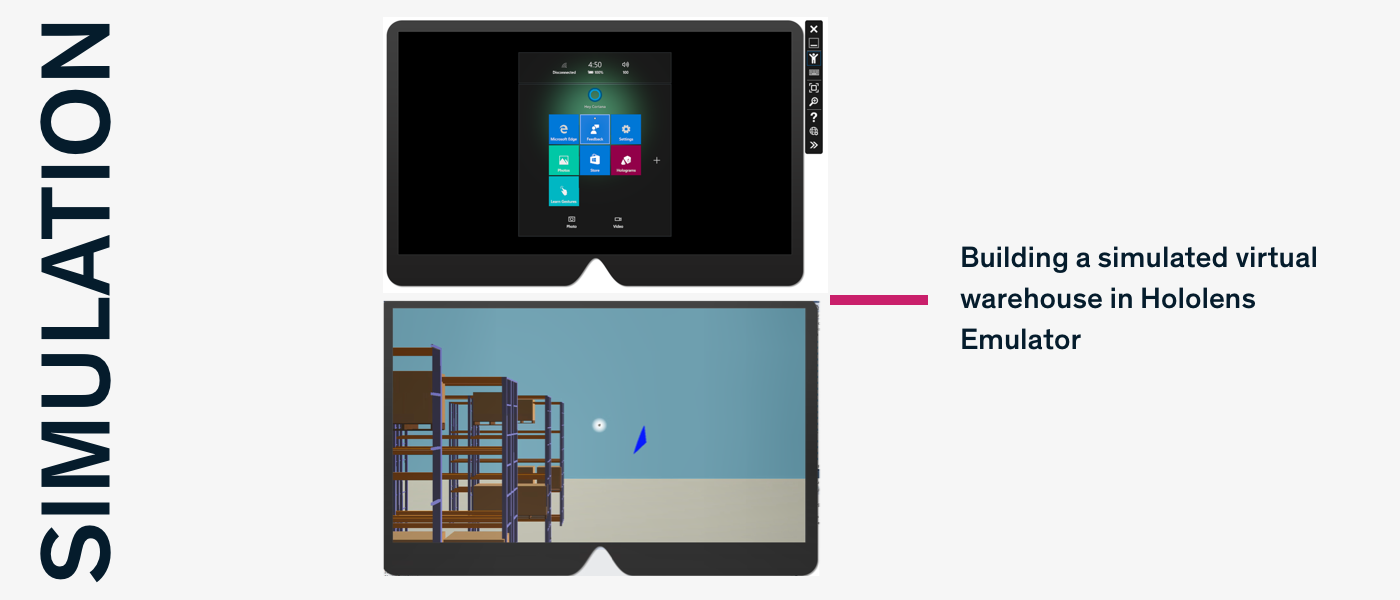 SIMULATION
4:50
Disconnected 100% 100
Hey Cortana
Microsoft Edge Feedback Settings
Photos Store Holograms
Learn Gestures
Photo Video
Building a simulated virtual
warehouse in Hololens
Emulator